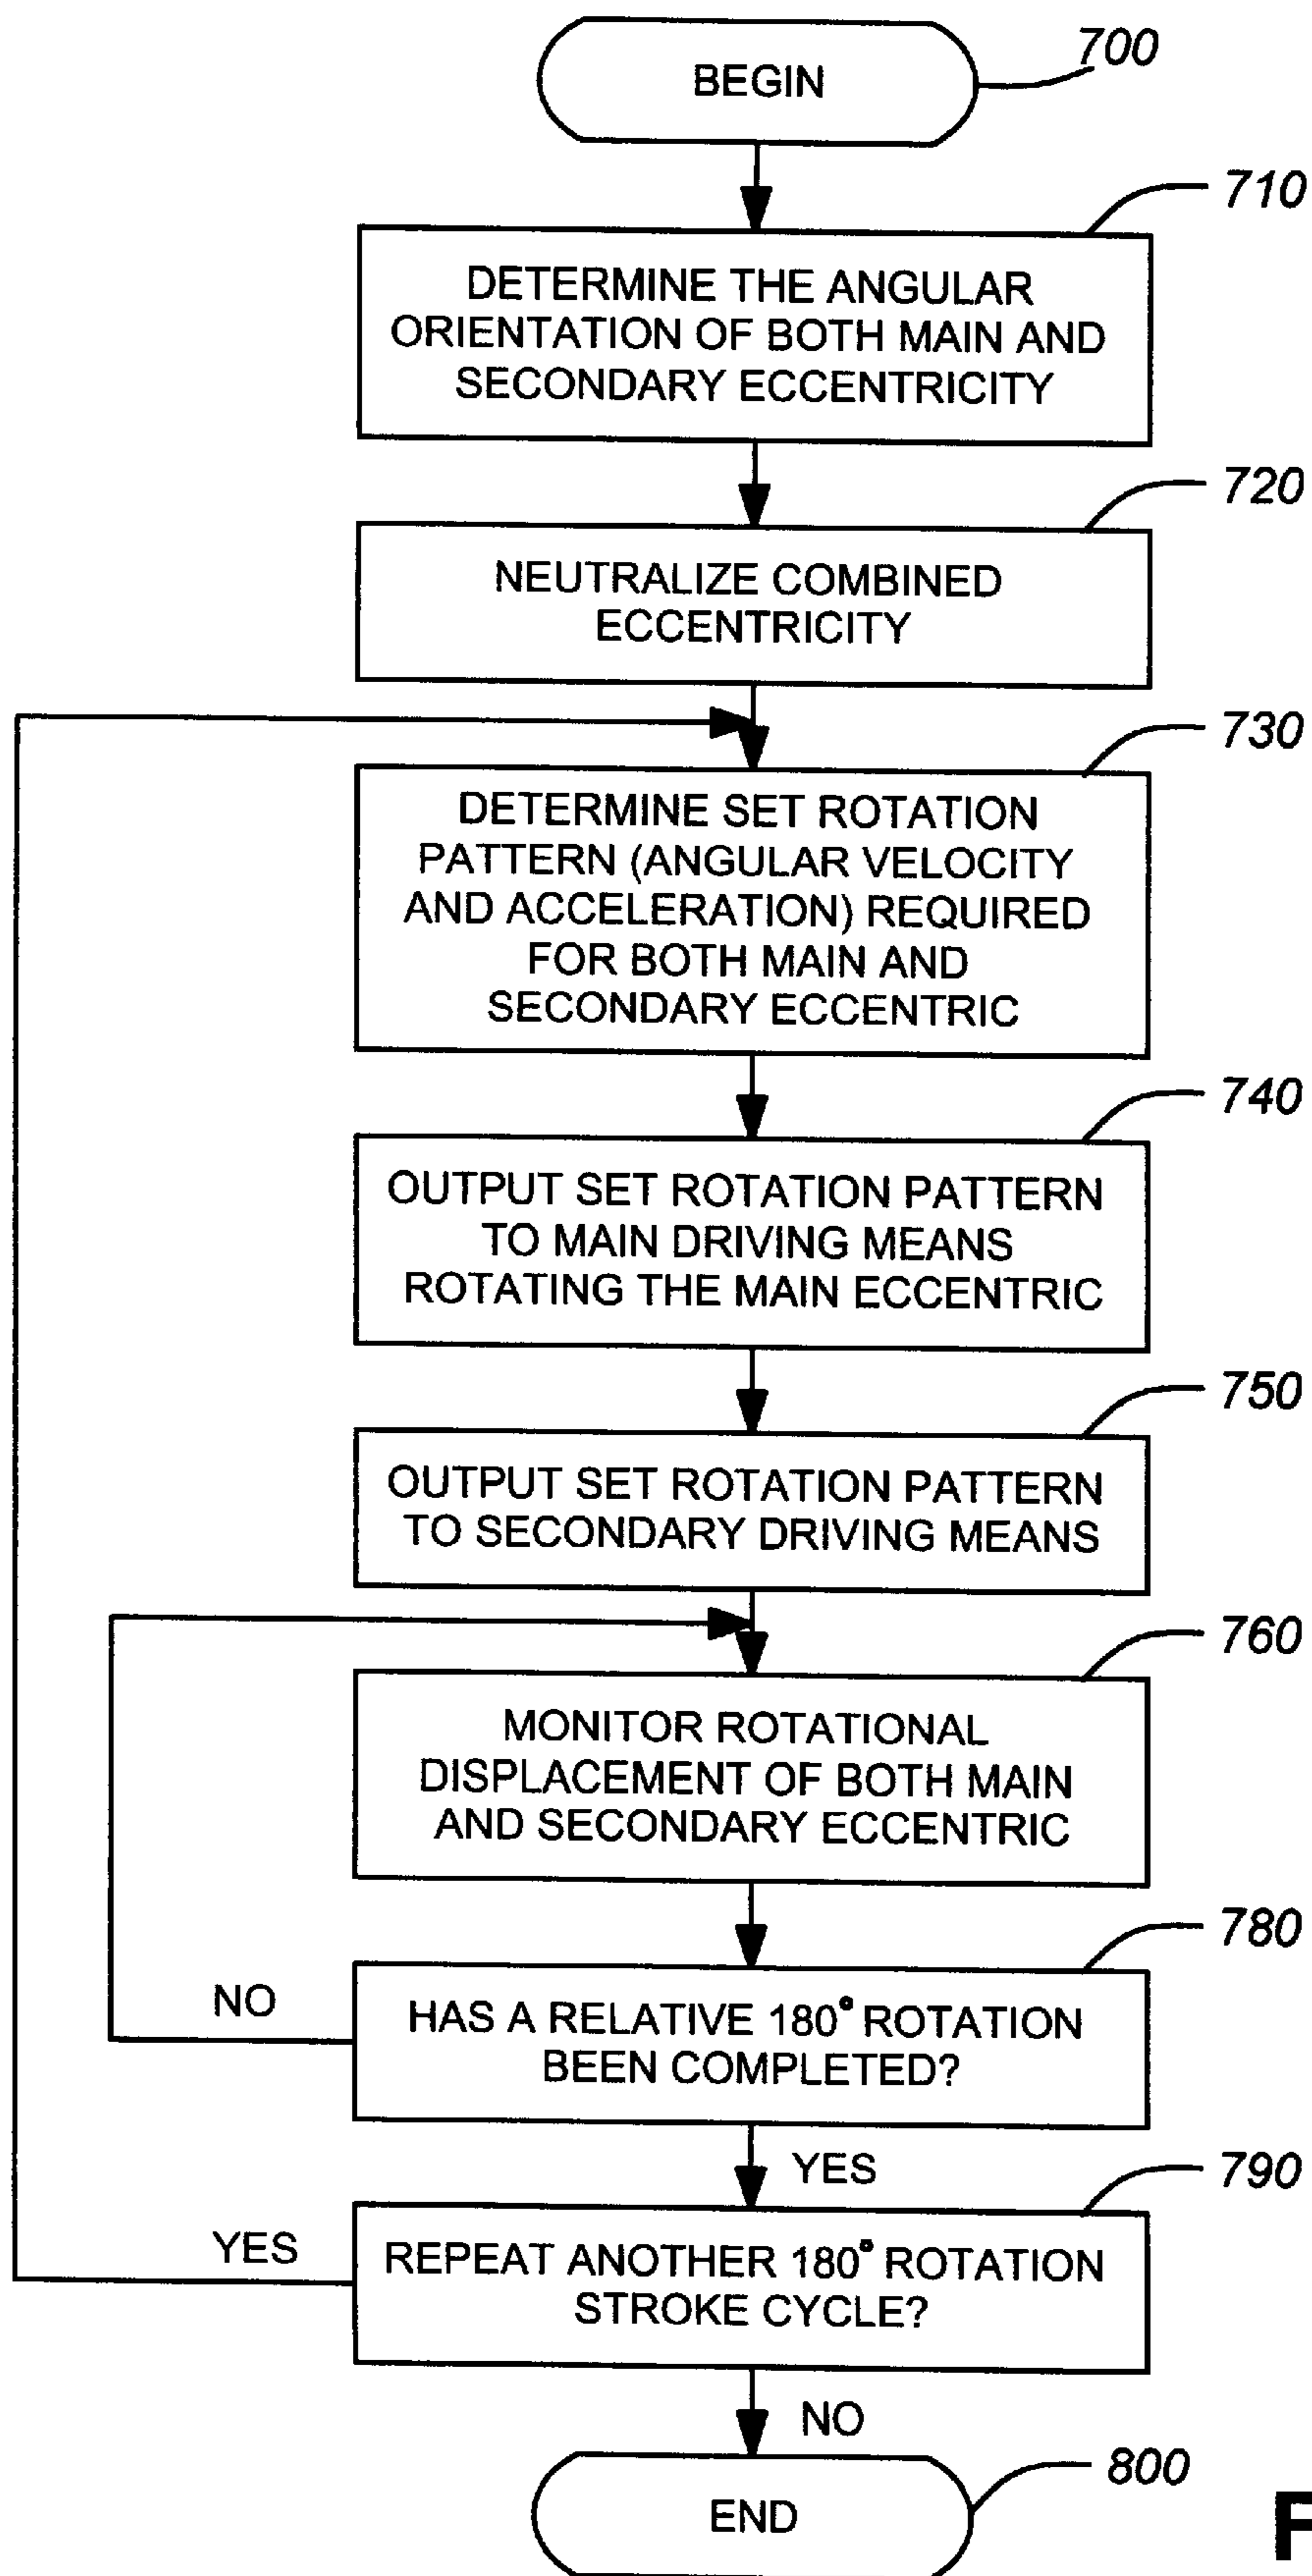 BEGIN
700
710
DETERMINE THE ANGULAR
ORIENTATION OF BOTH MAIN AND
SECONDARY ECCENTRICITY
720
NEUTRALIZE COMBINED
ECCENTRICITY
730
DETERMINE SET ROTATION
PATTERN (ANGULAR VELOCITY
AND ACCELERATION) REQUIRED
FOR BOTH MAIN AND
SECONDARY ECCENTRIC
740
OUTPUT SET ROTATION PATTERN
TO MAIN DRIVING MEANS
ROTATING THE MAIN ECCENTRIC
750
OUTPUT SET ROTATION PATTERN
TO SECONDARY DRIVING MEANS
760
MONITOR ROTATIONAL
DISPLACEMENT OF BOTH MAIN
AND SECONDARY ECCENTRIC
780
NO
HAS A RELATIVE 180° ROTATION
BEEN COMPLETED?
YES
790
YES
REPEAT ANOTHER 180° ROTATION
STROKE CYCLE?
NO
800
END
F